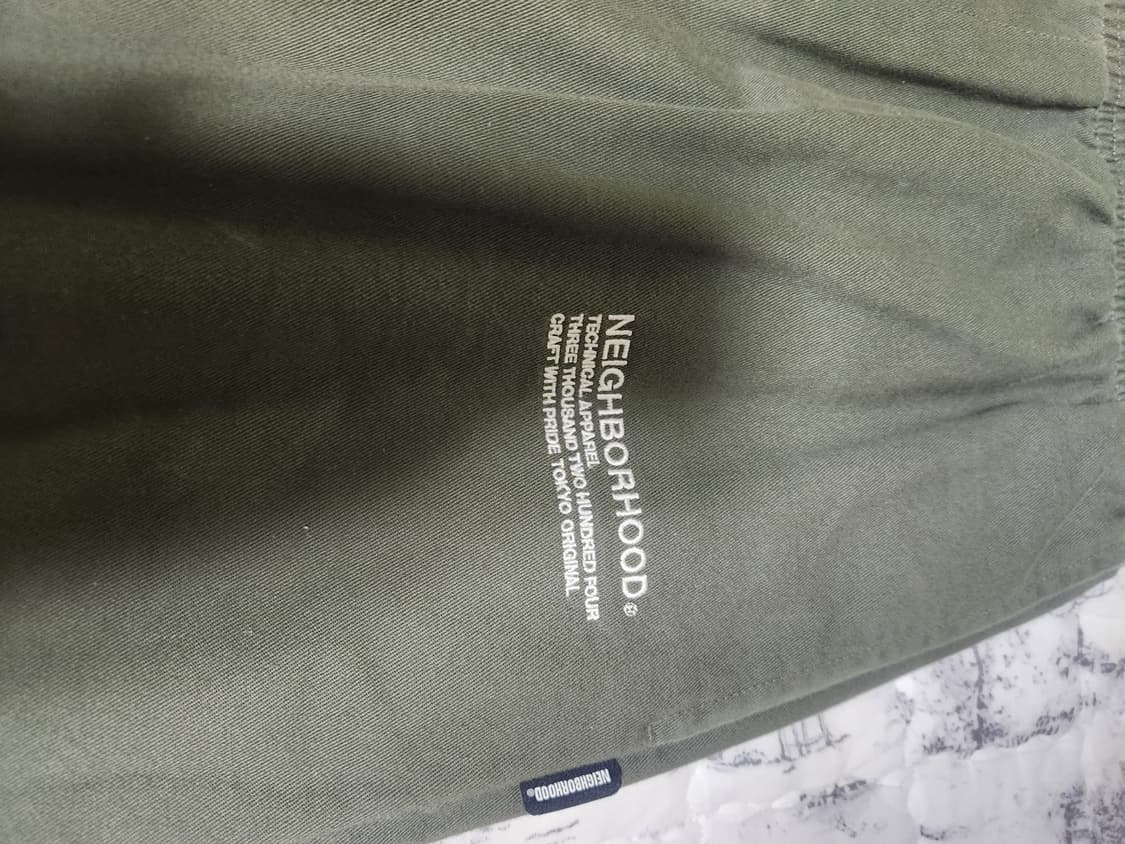 NEIGHBORHOOD®
TECHNICAL APPAREL
THREE THOUSAND TWO HUNDRED FOUR
CRAFT WITH PRIDE TOKYO ORIGINAL
NEIGHBORHOOD®